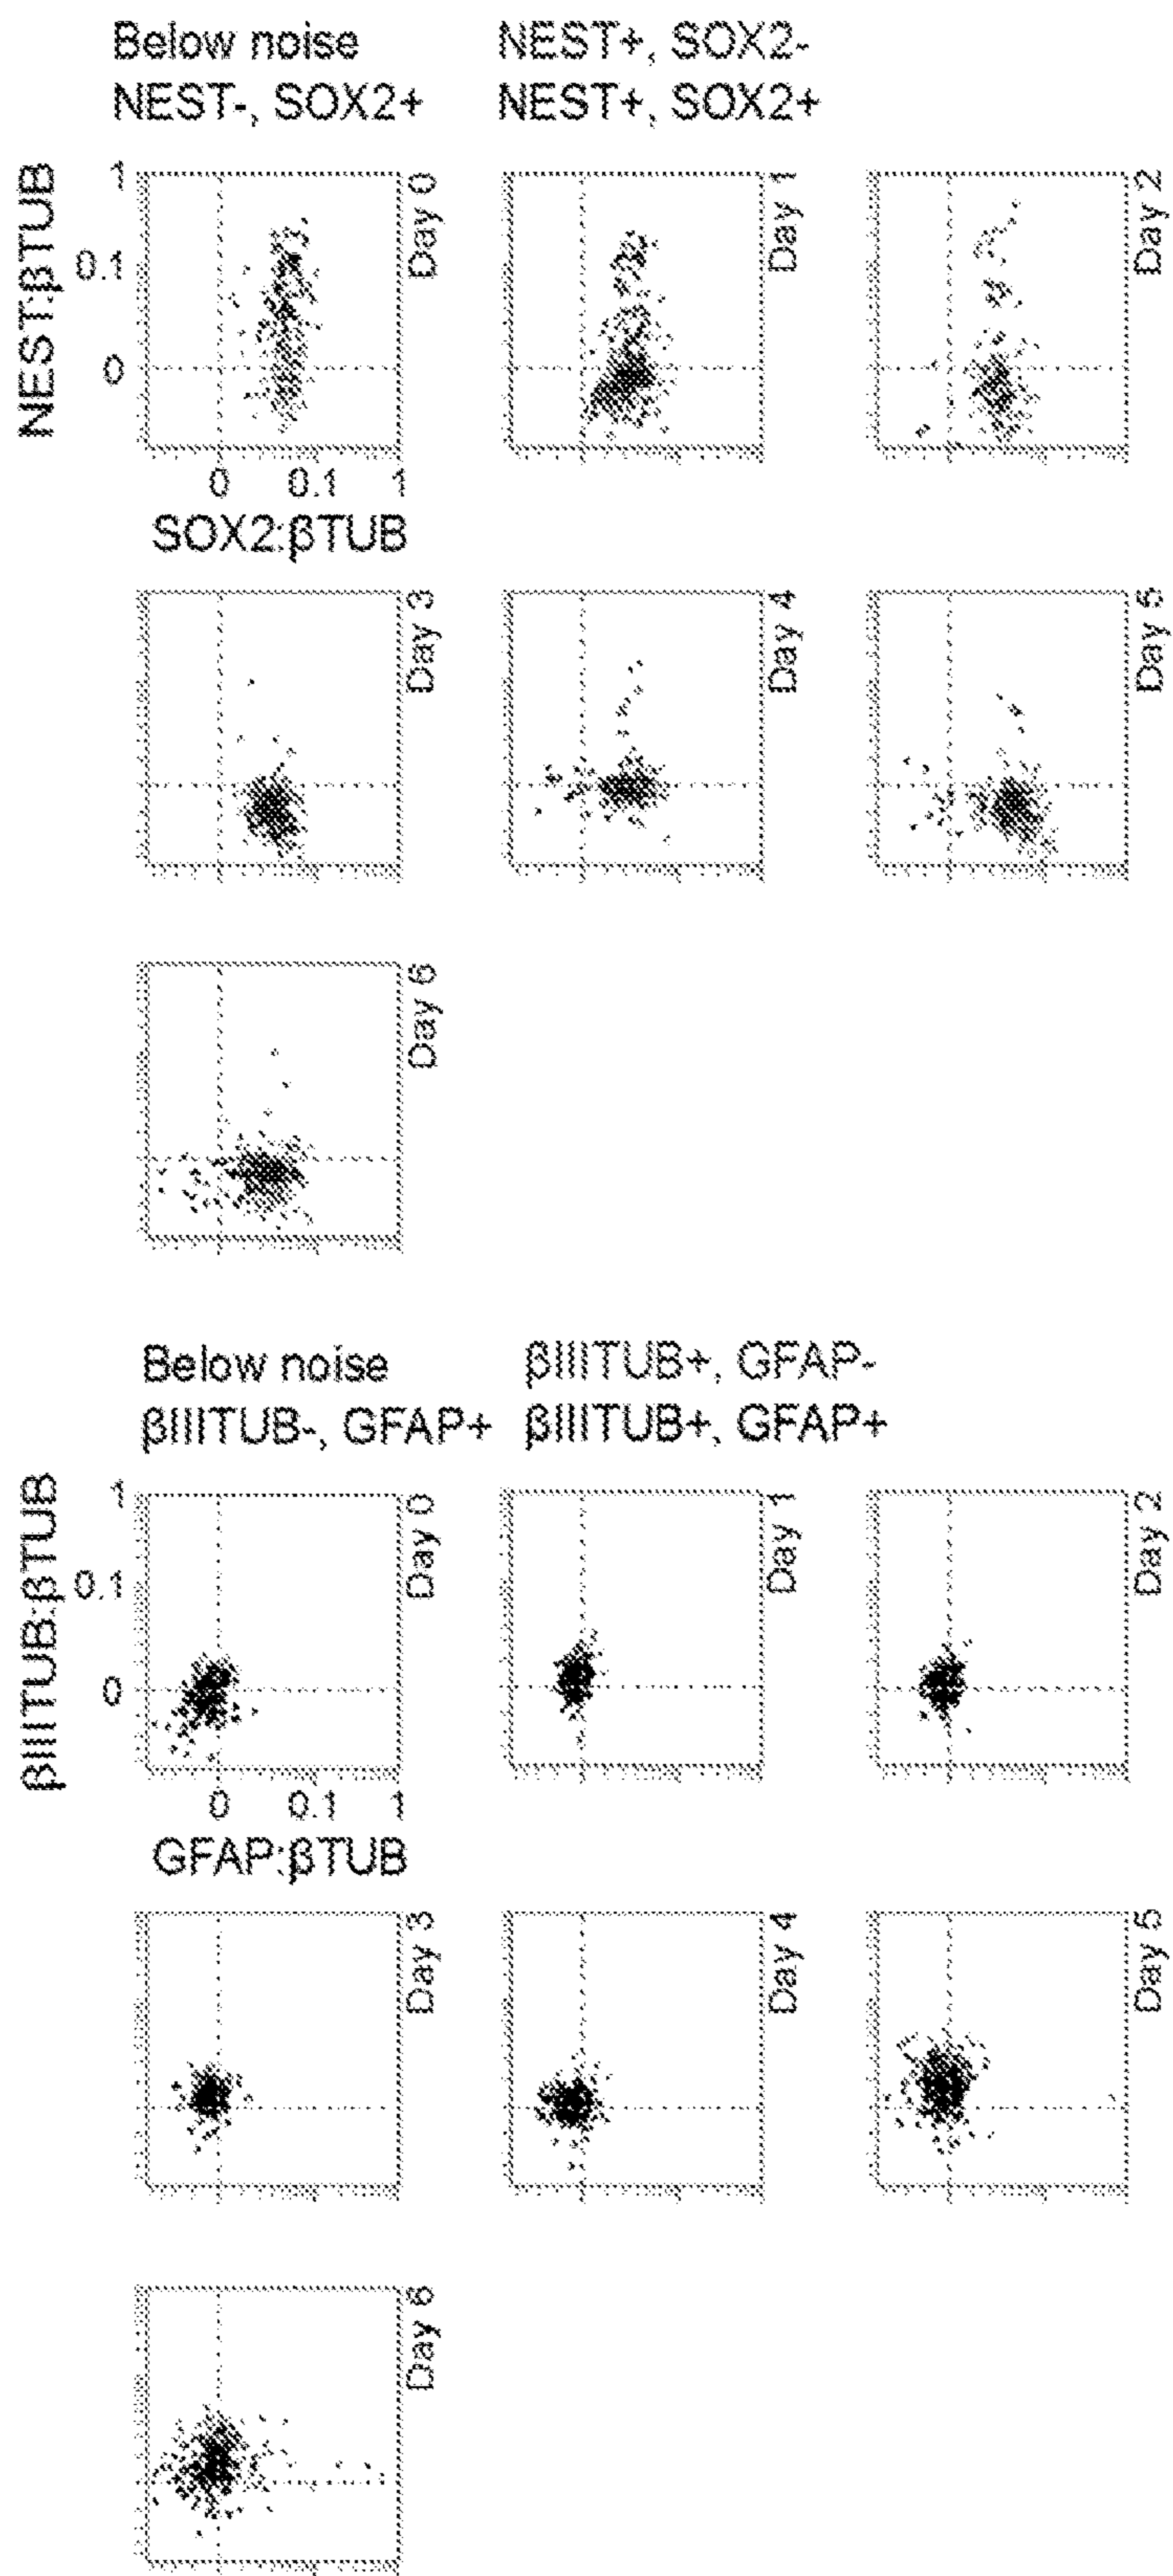 Below noise
NEST-, SOX2+
NEST+, SOX2-
NEST+, SOX2+
NEST:βTUB
1
0.1
0
Day 0
Day 1
Day 2
0 0.1 1
SOX2:βTUB
Day 3
Day 4
Day 5
Day 6
Below noise
βIIITUB-, GFAP+
βIIITUB+, GFAP-
βIIITUB+, GFAP+
βIIITUB:βTUB
1
0.1
0
Day 0
Day 1
Day 2
0 0.1 1
GFAP:βTUB
Day 3
Day 4
Day 5
Day 6